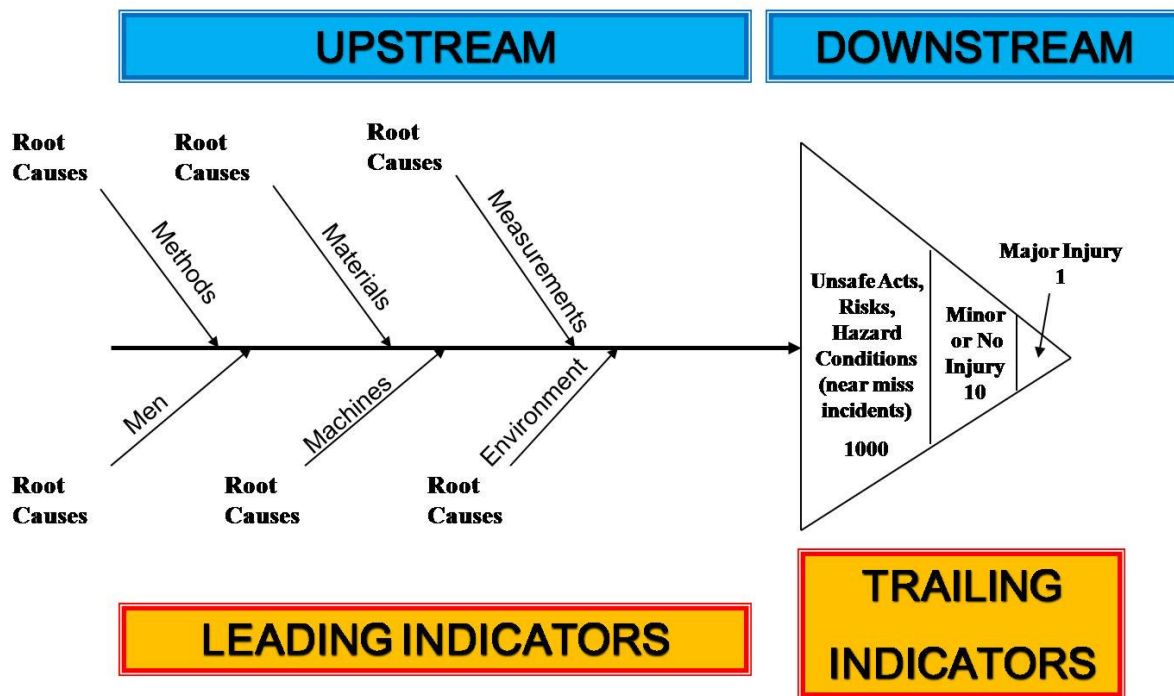 UPSTREAM
DOWNSTREAM
Root
Causes
Root
Causes
Root
Causes
Methods
Materials
Measurements
Major Injury
1
Unsafe Acts,
Risks,
Hazard
Conditions
(near miss
incidents)
1000
Minor
or No
Injury
10
Men
Machines
Environment
Root
Causes
Root
Causes
Root
Causes
LEADING INDICATORS
TRAILING
INDICATORS